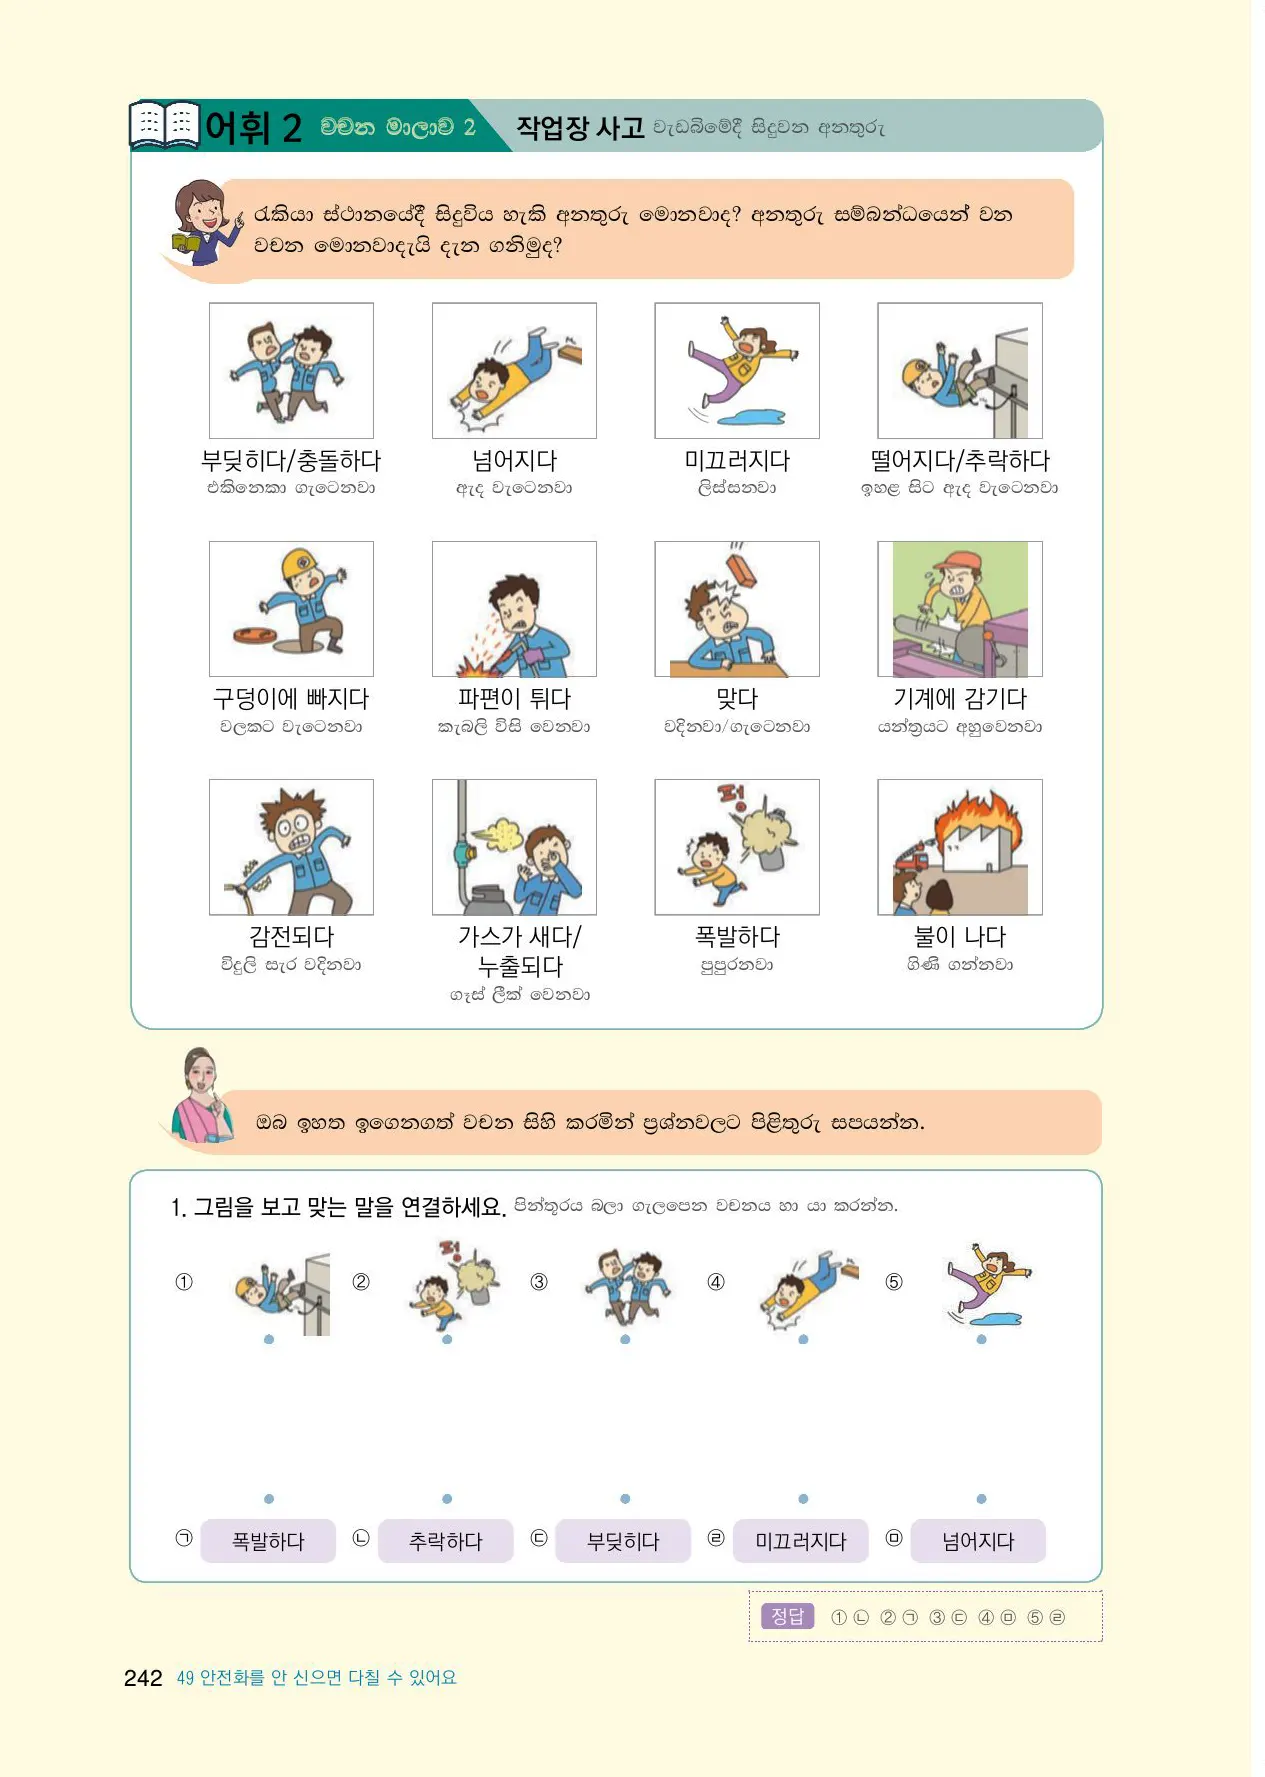 어휘 2 වචන මාලාව 2 작업장 사고 වැඩබිමේදී සිදුවන අනතුරු
රැකියා ස්ථානයේදී සිදුවිය හැකි අනතුරු මොනවාද? අනතුරු සම්බන්ධයෙන් වන
වචන මොනවාදැයි දැන ගනිමුද?
부딪히다/충돌하다 넘어지다 미끄러지다 떨어지다/추락하다
එකිනෙකා ගැටෙනවා ඇද වැටෙනවා ලිස්සනවා ඉහළ සිට ඇද වැටෙනවා
구덩이에 빠지다 파편이 튀다 맞다 기계에 감기다
වලකට වැටෙනවා කැබලි විසි වෙනවා වදිනවා/ගැටෙනවා යන්ත්‍රයට අහුවෙනවා
펑
감전되다 가스가 새다/ 폭발하다 불이 나다
විදුලි සැර වදිනවා 누출되다 පුපුරනවා ගිණි ගන්නවා
ගෑස් ලීක් වෙනවා
ඔබ ඉහත ඉගෙනගත් වචන සිහි කරමින් ප්‍රශ්නවලට පිළිතුරු සපයන්න.
1. 그림을 보고 맞는 말을 연결하세요. පින්තූරය බලා ගැලපෙන වචනය හා යා කරන්න.
펑
① ② ③ ④ ⑤
㉠ 폭발하다 ㉡ 추락하다 ㉢ 부딪히다 ㉣ 미끄러지다 ㉤ 넘어지다
정답 ① ㉡ ② ㉠ ③ ㉢ ④ ㉤ ⑤ ㉣
242 49 안전화를 안 신으면 다칠 수 있어요